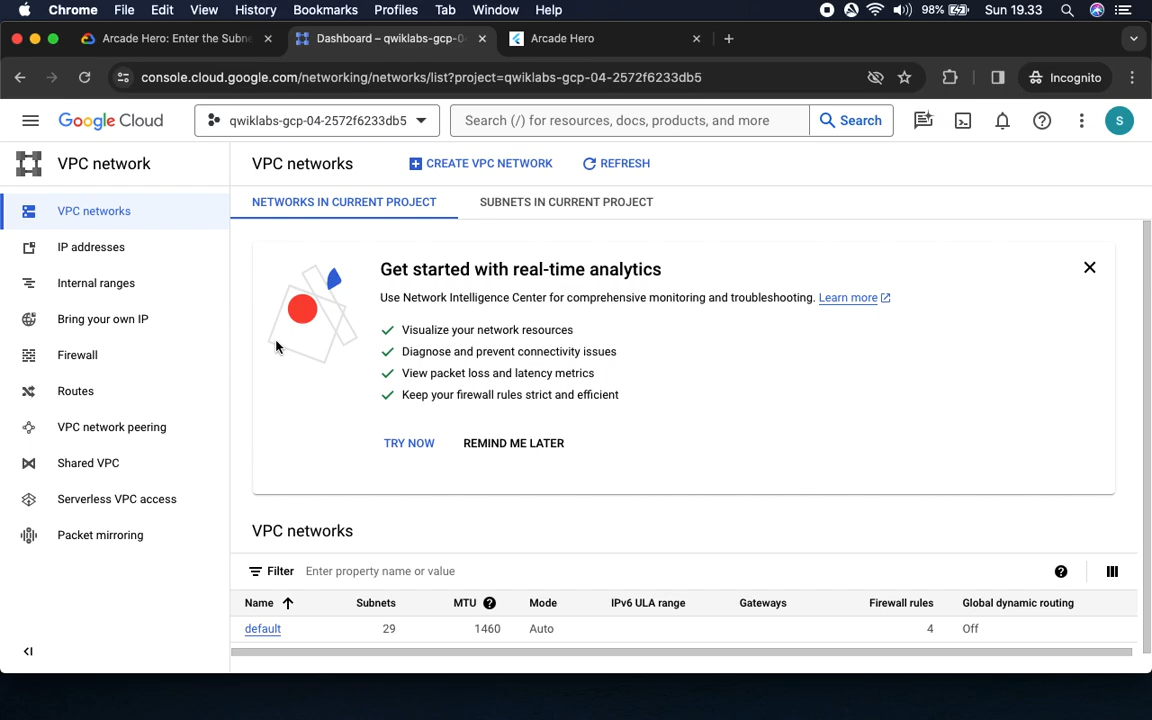 Chrome File Edit View History Bookmarks Profiles Tab Window Help 98% Sun 19.33
Arcade Hero: Enter the Subne Dashboard – qwiklabs-gcp-0 Arcade Hero
console.cloud.google.com/networking/networks/list?project=qwiklabs-gcp-04-2572f6233db5 Incognito
Google Cloud qwiklabs-gcp-04-2572f6233db5 Search (/) for resources, docs, products, and more Search S
VPC network
VPC networks
IP addresses
Internal ranges
Bring your own IP
Firewall
Routes
VPC network peering
Shared VPC
Serverless VPC access
Packet mirroring
VPC networks CREATE VPC NETWORK REFRESH
NETWORKS IN CURRENT PROJECT SUBNETS IN CURRENT PROJECT
Get started with real-time analytics
Use Network Intelligence Center for comprehensive monitoring and troubleshooting. Learn more
Visualize your network resources
Diagnose and prevent connectivity issues
View packet loss and latency metrics
Keep your firewall rules strict and efficient
TRY NOW REMIND ME LATER
VPC networks
Filter Enter property name or value
Name Subnets MTU Mode IPv6 ULA range Gateways Firewall rules Global dynamic routing
default 29 1460 Auto 4 Off